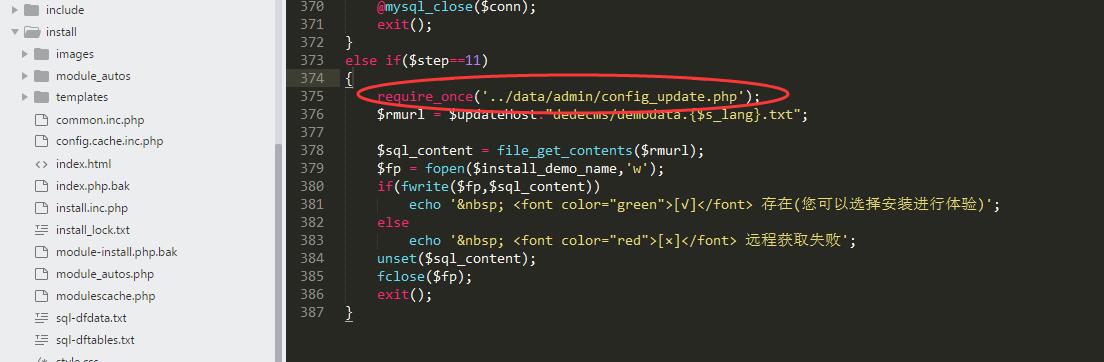 include
install
images
module_autos
templates
common.inc.php
config.cache.inc.php
index.html
index.php.bak
install.inc.php
install_lock.txt
module-install.php.bak
module_autos.php
modulescache.php
sql-dfdata.txt
sql-dftables.txt
style.css
370 @mysql_close($conn);
371 exit();
372 }
373 else if($step==11)
374 {
375 require_once('../data/admin/config_update.php');
376 $rmurl = $updateHost."dedecms/demodata.{$s_lang}.txt";
377
378 $sql_content = file_get_contents($rmurl);
379 $fp = fopen($install_demo_name,'w');
380 if(fwrite($fp,$sql_content))
381 echo '&nbsp; <font color="green">[√]</font> 存在(您可以选择安装进行体验)';
382 else
383 echo '&nbsp; <font color="red">[×]</font> 远程获取失败';
384 unset($sql_content);
385 fclose($fp);
386 exit();
387 }